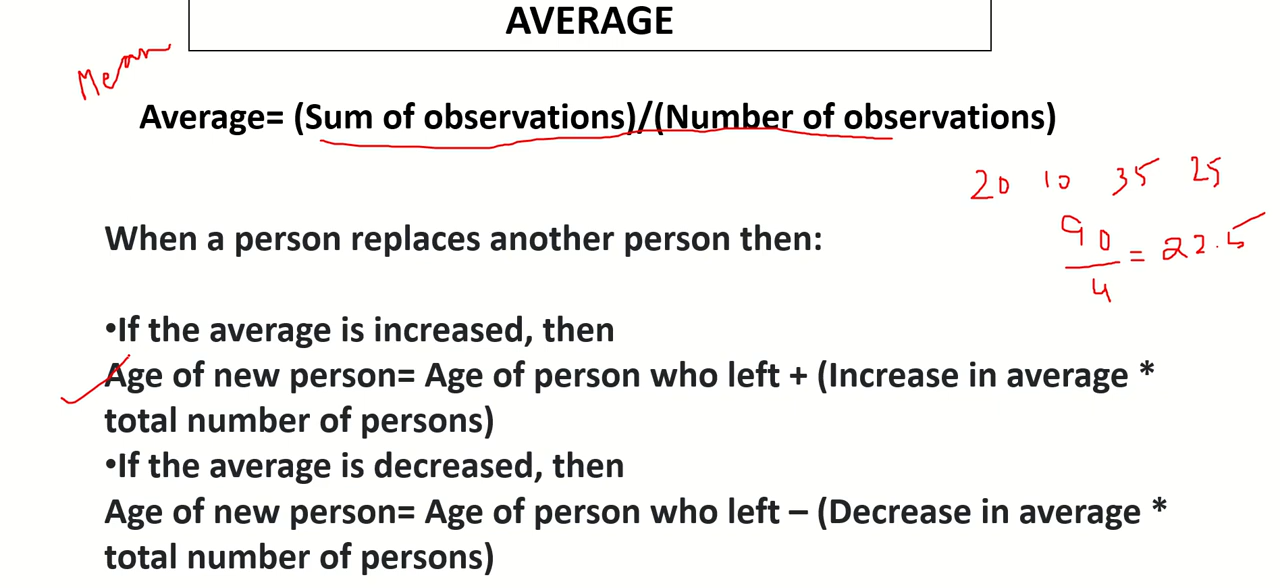 AVERAGE
Mean
Average= (Sum of observations)/(Number of observations)
20 10 35 25
90
4
= 22.5
When a person replaces another person then:
•If the average is increased, then
Age of new person= Age of person who left + (Increase in average *
total number of persons)
•If the average is decreased, then
Age of new person= Age of person who left – (Decrease in average *
total number of persons)